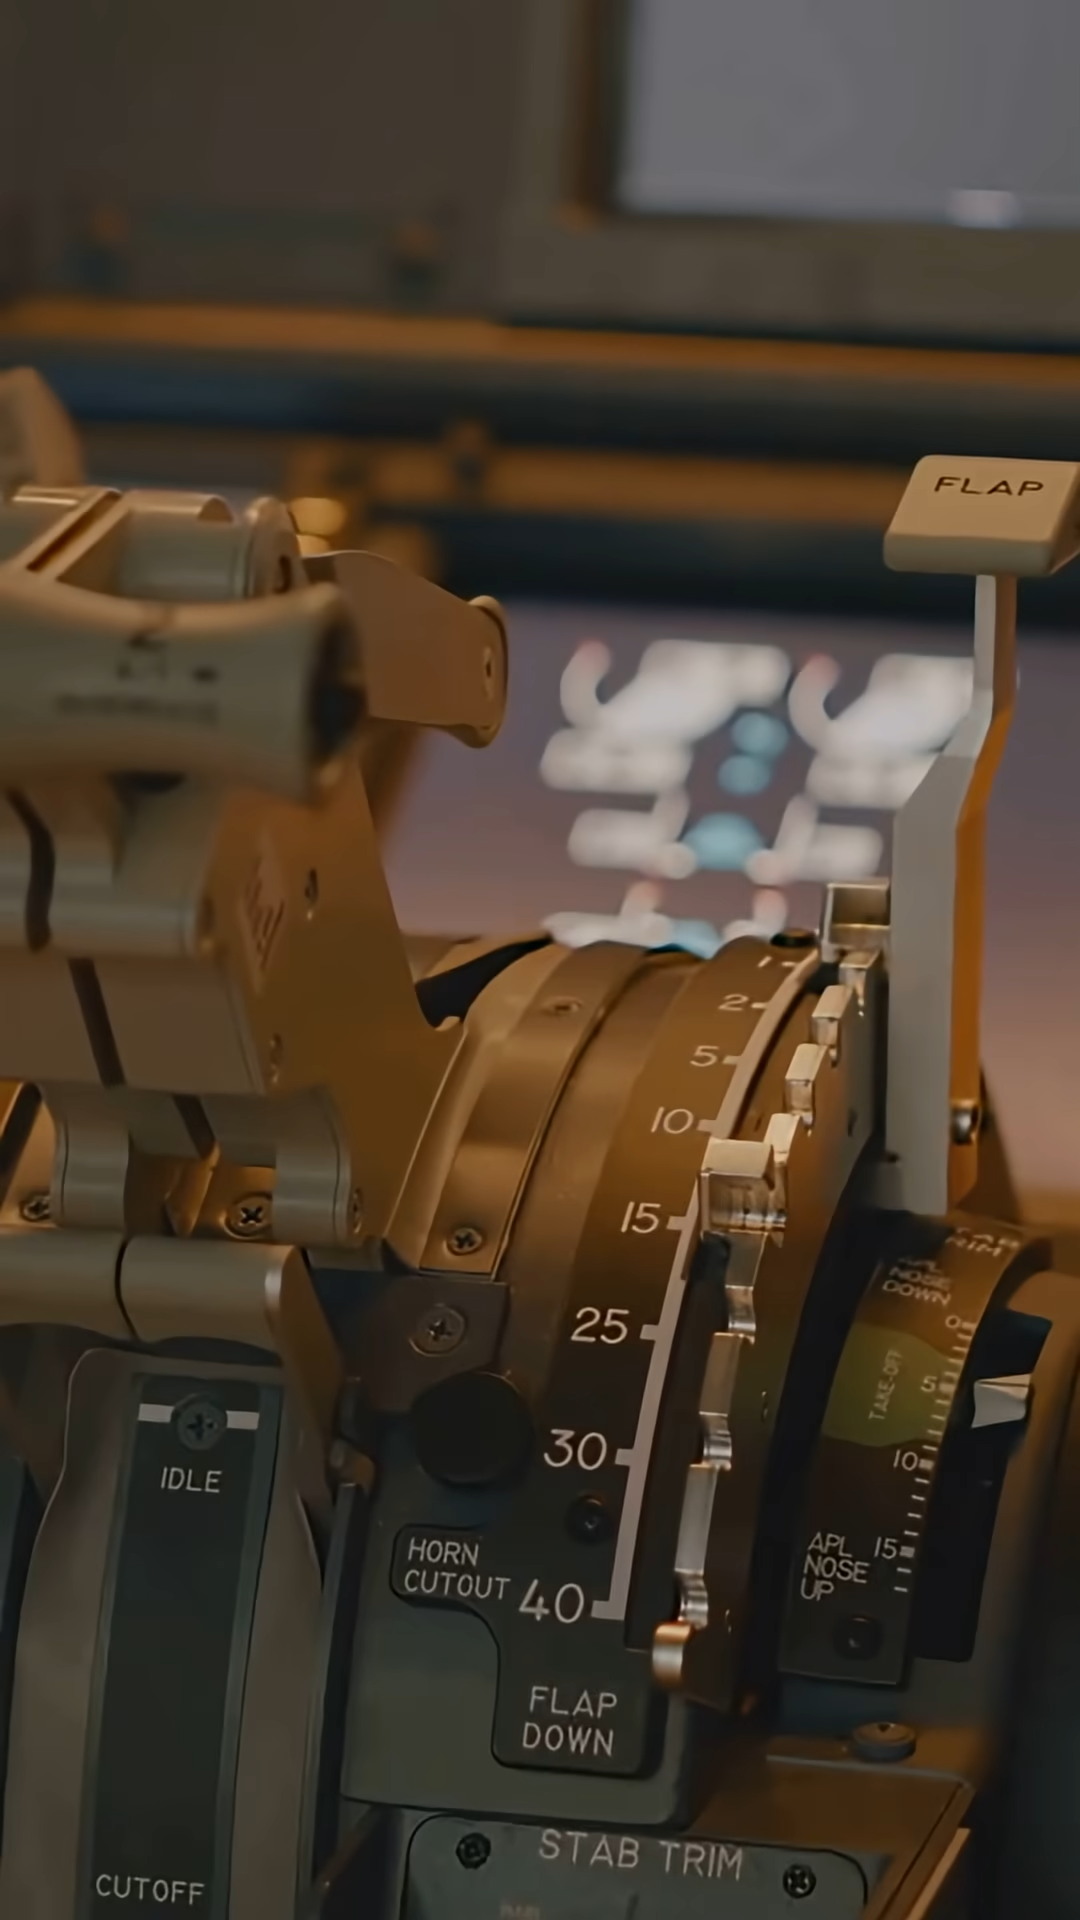 FLAP
1
2
5
10
15
25
30
40
HORN
CUTOUT
FLAP
DOWN
APL
NOSE
DOWN
0
TAKE-OFF
5
10
15
APL
NOSE
UP
IDLE
CUTOFF
STAB TRIM